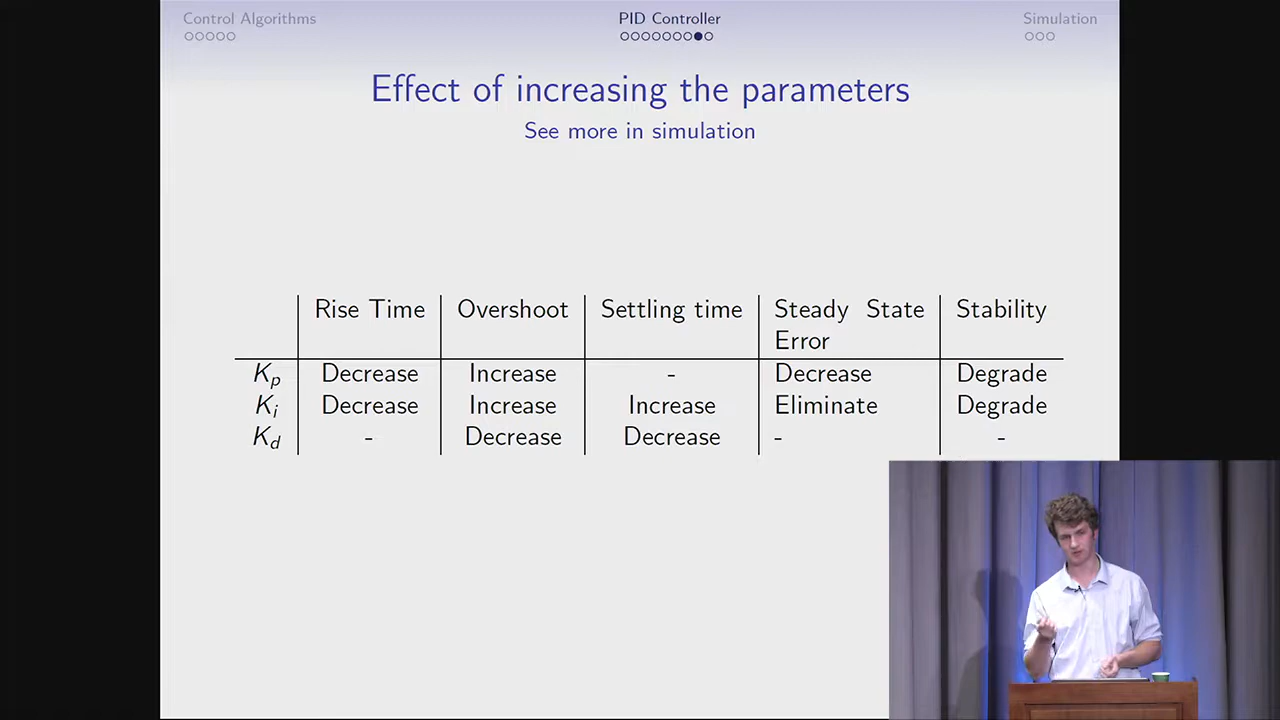 Control Algorithms PID Controller Simulation
Effect of increasing the parameters
See more in simulation
Rise Time Overshoot Settling time Steady State Error Stability
Kp Decrease Increase - Decrease Degrade
Ki Decrease Increase Increase Eliminate Degrade
Kd - Decrease Decrease - -